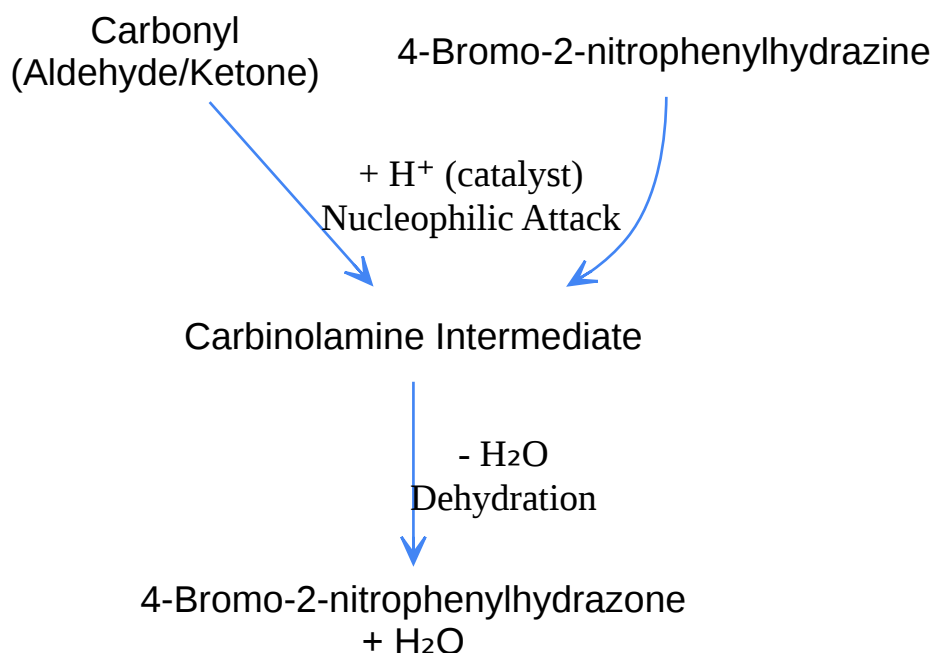 Carbonyl
(Aldehyde/Ketone)
4-Bromo-2-nitrophenylhydrazine
+ H⁺ (catalyst)
Nucleophilic Attack
Carbinolamine Intermediate
- H₂O
Dehydration
4-Bromo-2-nitrophenylhydrazone
+ H₂O